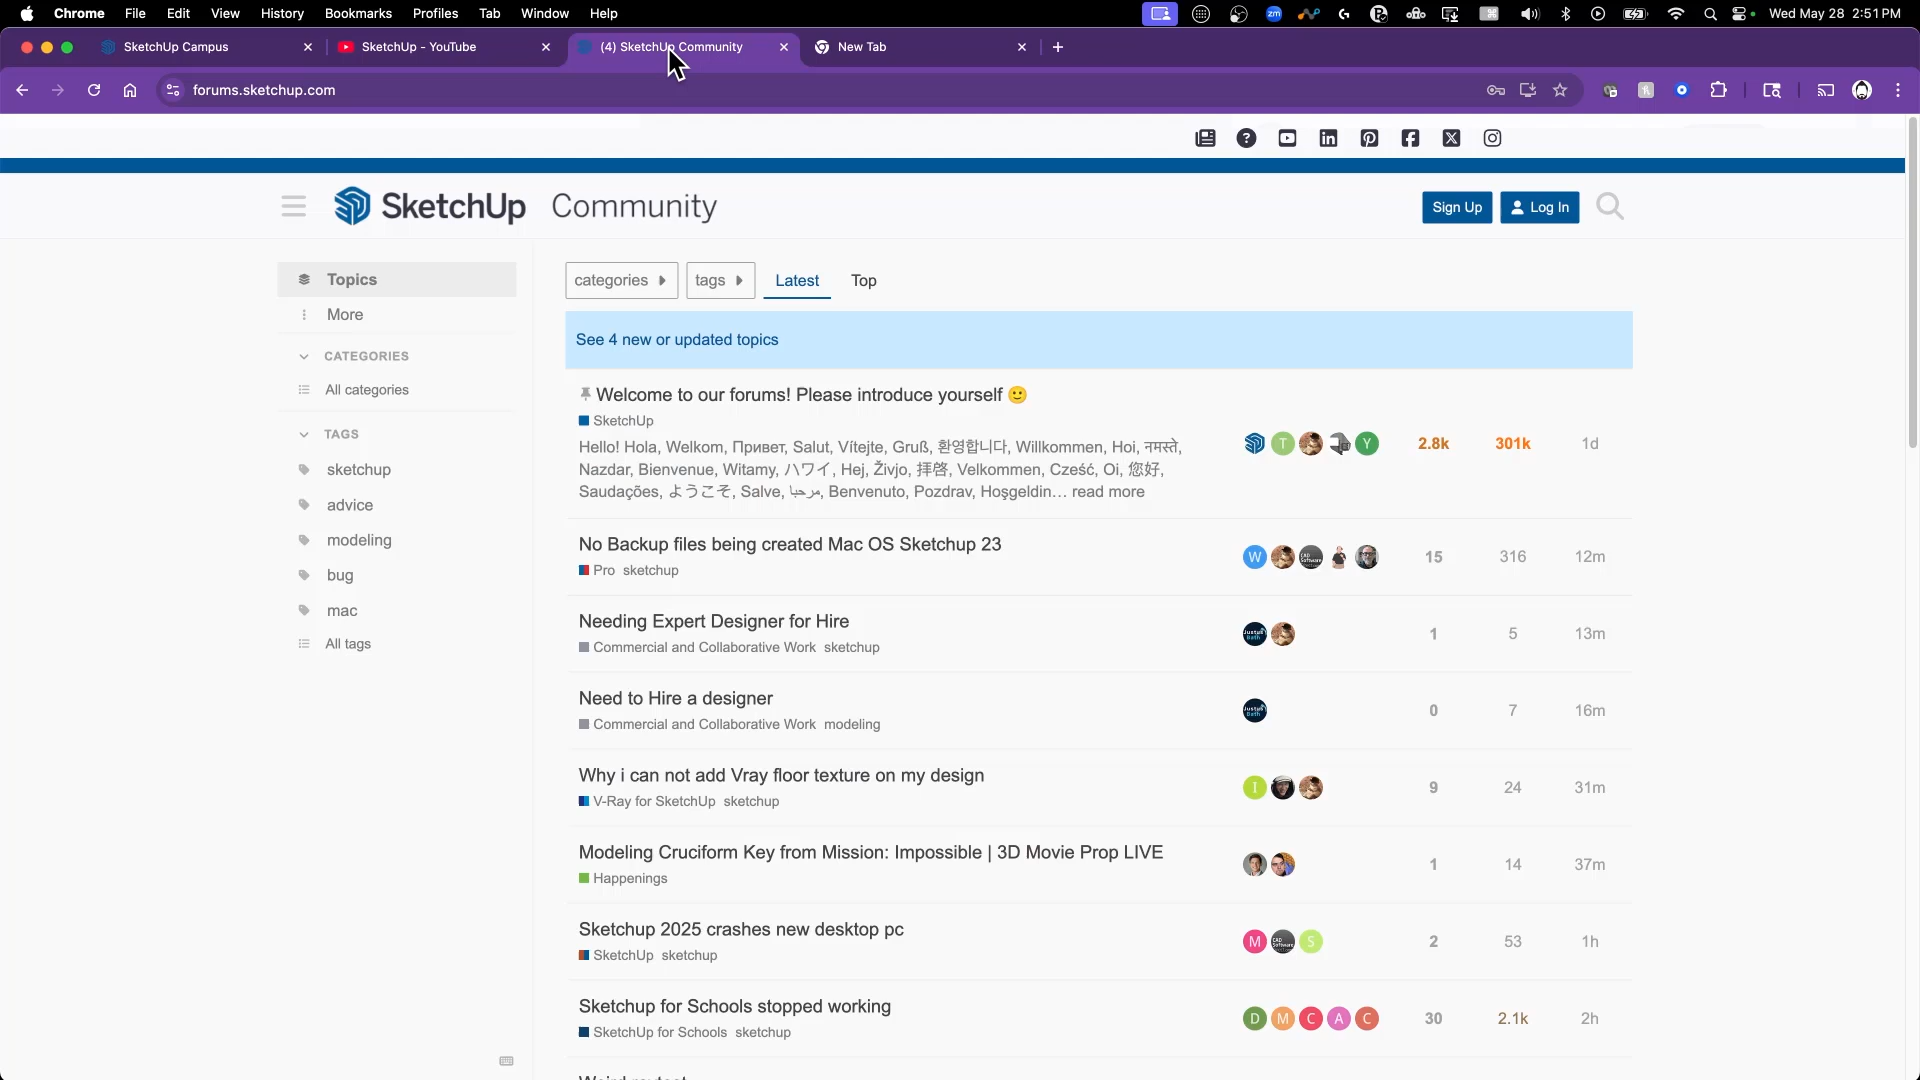 Chrome File Edit View History Bookmarks Profiles Tab Window Help zm Wed May 28 2:51 PM
SketchUp Campus SketchUp - YouTube (4) SketchUp Community New Tab
forums.sketchup.com
SketchUp Community Sign Up Log In
Topics
More
CATEGORIES
All categories
TAGS
sketchup
advice
modeling
bug
mac
All tags
categories tags Latest Top
See 4 new or updated topics
Welcome to our forums! Please introduce yourself 🙂
SketchUp
Hello! Hola, Welkom, Привет, Salut, Vítejte, Gruß, 환영합니다, Willkommen, Hoi, नमस्ते,
Nazdar, Bienvenue, Witamy, ハワイ, Hej, Živjo, 拝啓, Velkommen, Cześć, Oi, 您好,
Saudações, ようこそ, Salve, مرحبا, Benvenuto, Pozdrav, Hoşgeldin… read more
T Y 2.8k 301k 1d
No Backup files being created Mac OS Sketchup 23
Pro sketchup
W 15 316 12m
Needing Expert Designer for Hire
Commercial and Collaborative Work sketchup
1 5 13m
Need to Hire a designer
Commercial and Collaborative Work modeling
0 7 16m
Why i can not add Vray floor texture on my design
V-Ray for SketchUp sketchup
I 9 24 31m
Modeling Cruciform Key from Mission: Impossible | 3D Movie Prop LIVE
Happenings
1 14 37m
Sketchup 2025 crashes new desktop pc
SketchUp sketchup
M S 2 53 1h
Sketchup for Schools stopped working
SketchUp for Schools sketchup
D M C A C 30 2.1k 2h